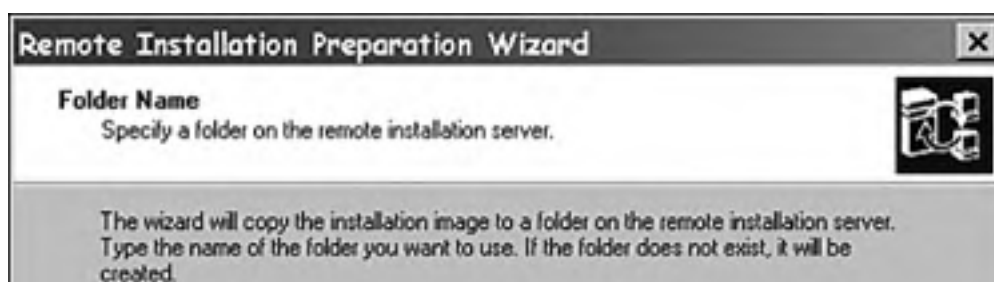 Remote Installation Preparation Wizard
Folder Name
Specify a folder on the remote installation server.
The wizard will copy the installation image to a folder on the remote installation server.
Type the name of the folder you want to use. If the folder does not exist, it will be
created.